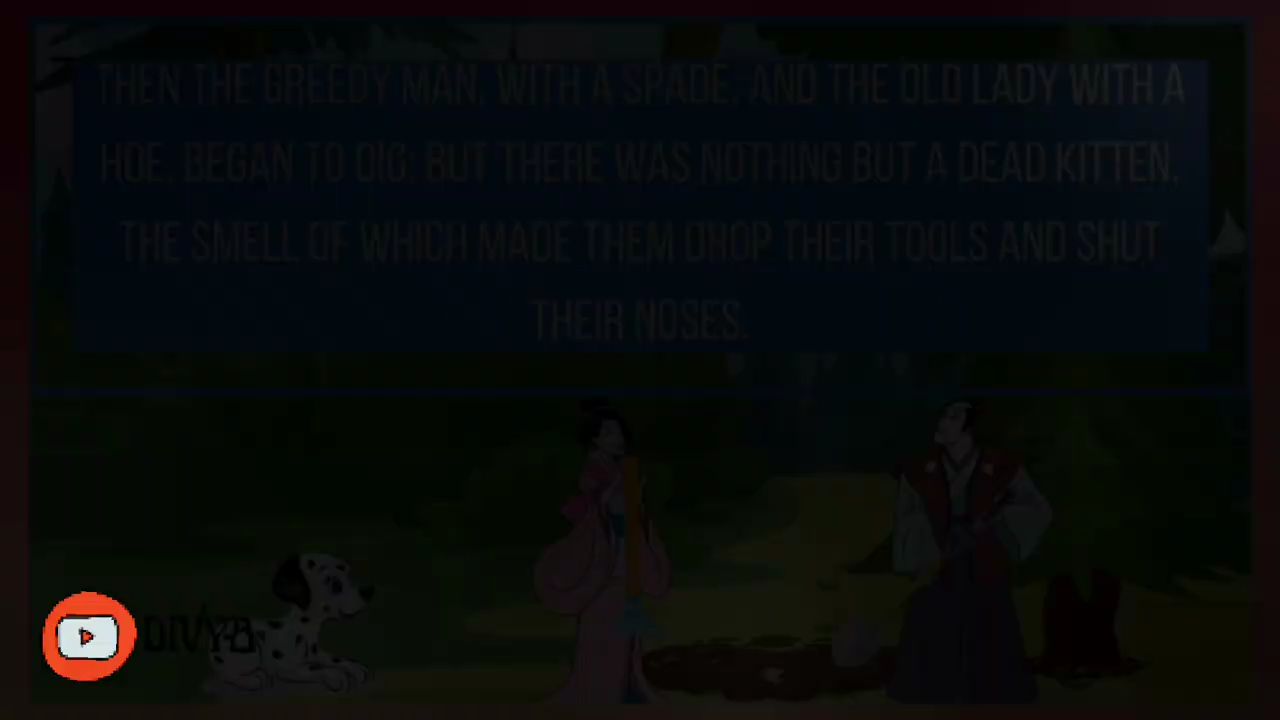 THEN THE GREEDY MAN, WITH A SPADE, AND THE OLD LADY WITH A
HOE, BEGAN TO DIG; BUT THERE WAS NOTHING BUT A DEAD KITTEN,
THE SMELL OF WHICH MADE THEM DROP THEIR TOOLS AND SHUT
THEIR NOSES.
DIVYB